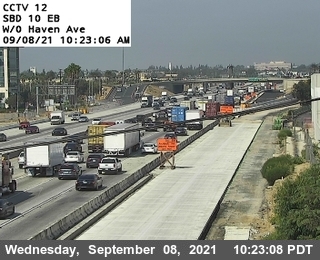 CCTV 12
SBD 10 EB
W/O Haven Ave
09/08/21 10:23:06 AM
Wednesday, September 08, 2021 10:23:08 PDT